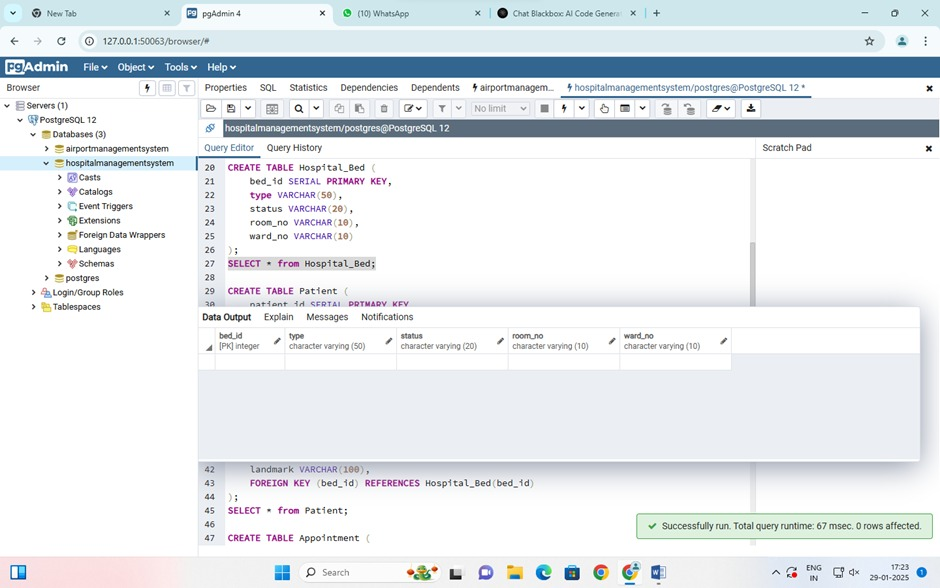 New Tab
pgAdmin 4
(10) WhatsApp
Chat Blackbox: AI Code Genera
127.0.0.1:50063/browser/#
pgAdmin File Object Tools Help
Browser
Properties SQL Statistics Dependencies Dependents airportmanagem... hospitalmanagementsystem/postgres@PostgreSQL 12 *
No limit
hospitalmanagementsystem/postgres@PostgreSQL 12
Servers (1)
PostgreSQL 12
Databases (3)
airportmanagementsystem
hospitalmanagementsystem
Casts
Catalogs
Event Triggers
Extensions
Foreign Data Wrappers
Languages
Schemas
postgres
Login/Group Roles
Tablespaces
Query Editor Query History
Scratch Pad
20 CREATE TABLE Hospital_Bed (
21 bed_id SERIAL PRIMARY KEY,
22 type VARCHAR(50),
23 status VARCHAR(20),
24 room_no VARCHAR(10),
25 ward_no VARCHAR(10)
26 );
27 SELECT * from Hospital_Bed;
28
29 CREATE TABLE Patient (
30 patient_id SERIAL PRIMARY KEY
Data Output Explain Messages Notifications
bed_id type status room_no ward_no
[PK] integer character varying (50) character varying (20) character varying (10) character varying (10)
42 landmark VARCHAR(100),
43 FOREIGN KEY (bed_id) REFERENCES Hospital_Bed(bed_id)
44 );
45 SELECT * from Patient;
46
47 CREATE TABLE Appointment (
Successfully run. Total query runtime: 67 msec. 0 rows affected.
Search
ENG
IN
17:23
29-01-2025
1